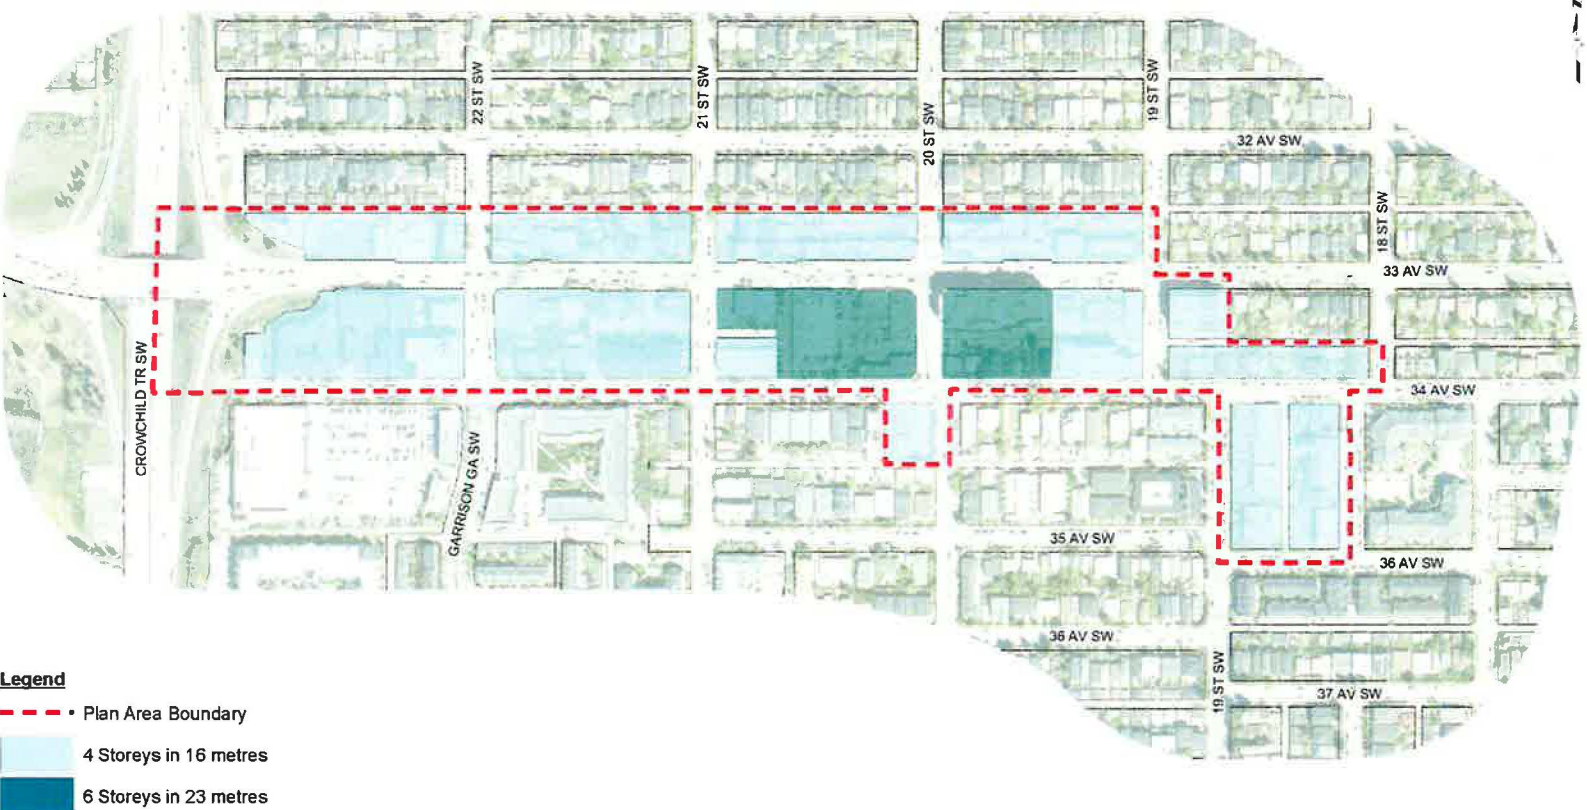 22 ST SW
21 ST SW
20 ST SW
19 ST SW
32 AV SW
18 ST SW
33 AV SW
CROWCHILD TR SW
34 AV SW
GARRISON GA SW
35 AV SW
36 AV SW
36 AV SW
19 ST SW
37 AV SW
Legend
Plan Area Boundary
4 Storeys in 16 metres
6 Storeys in 23 metres